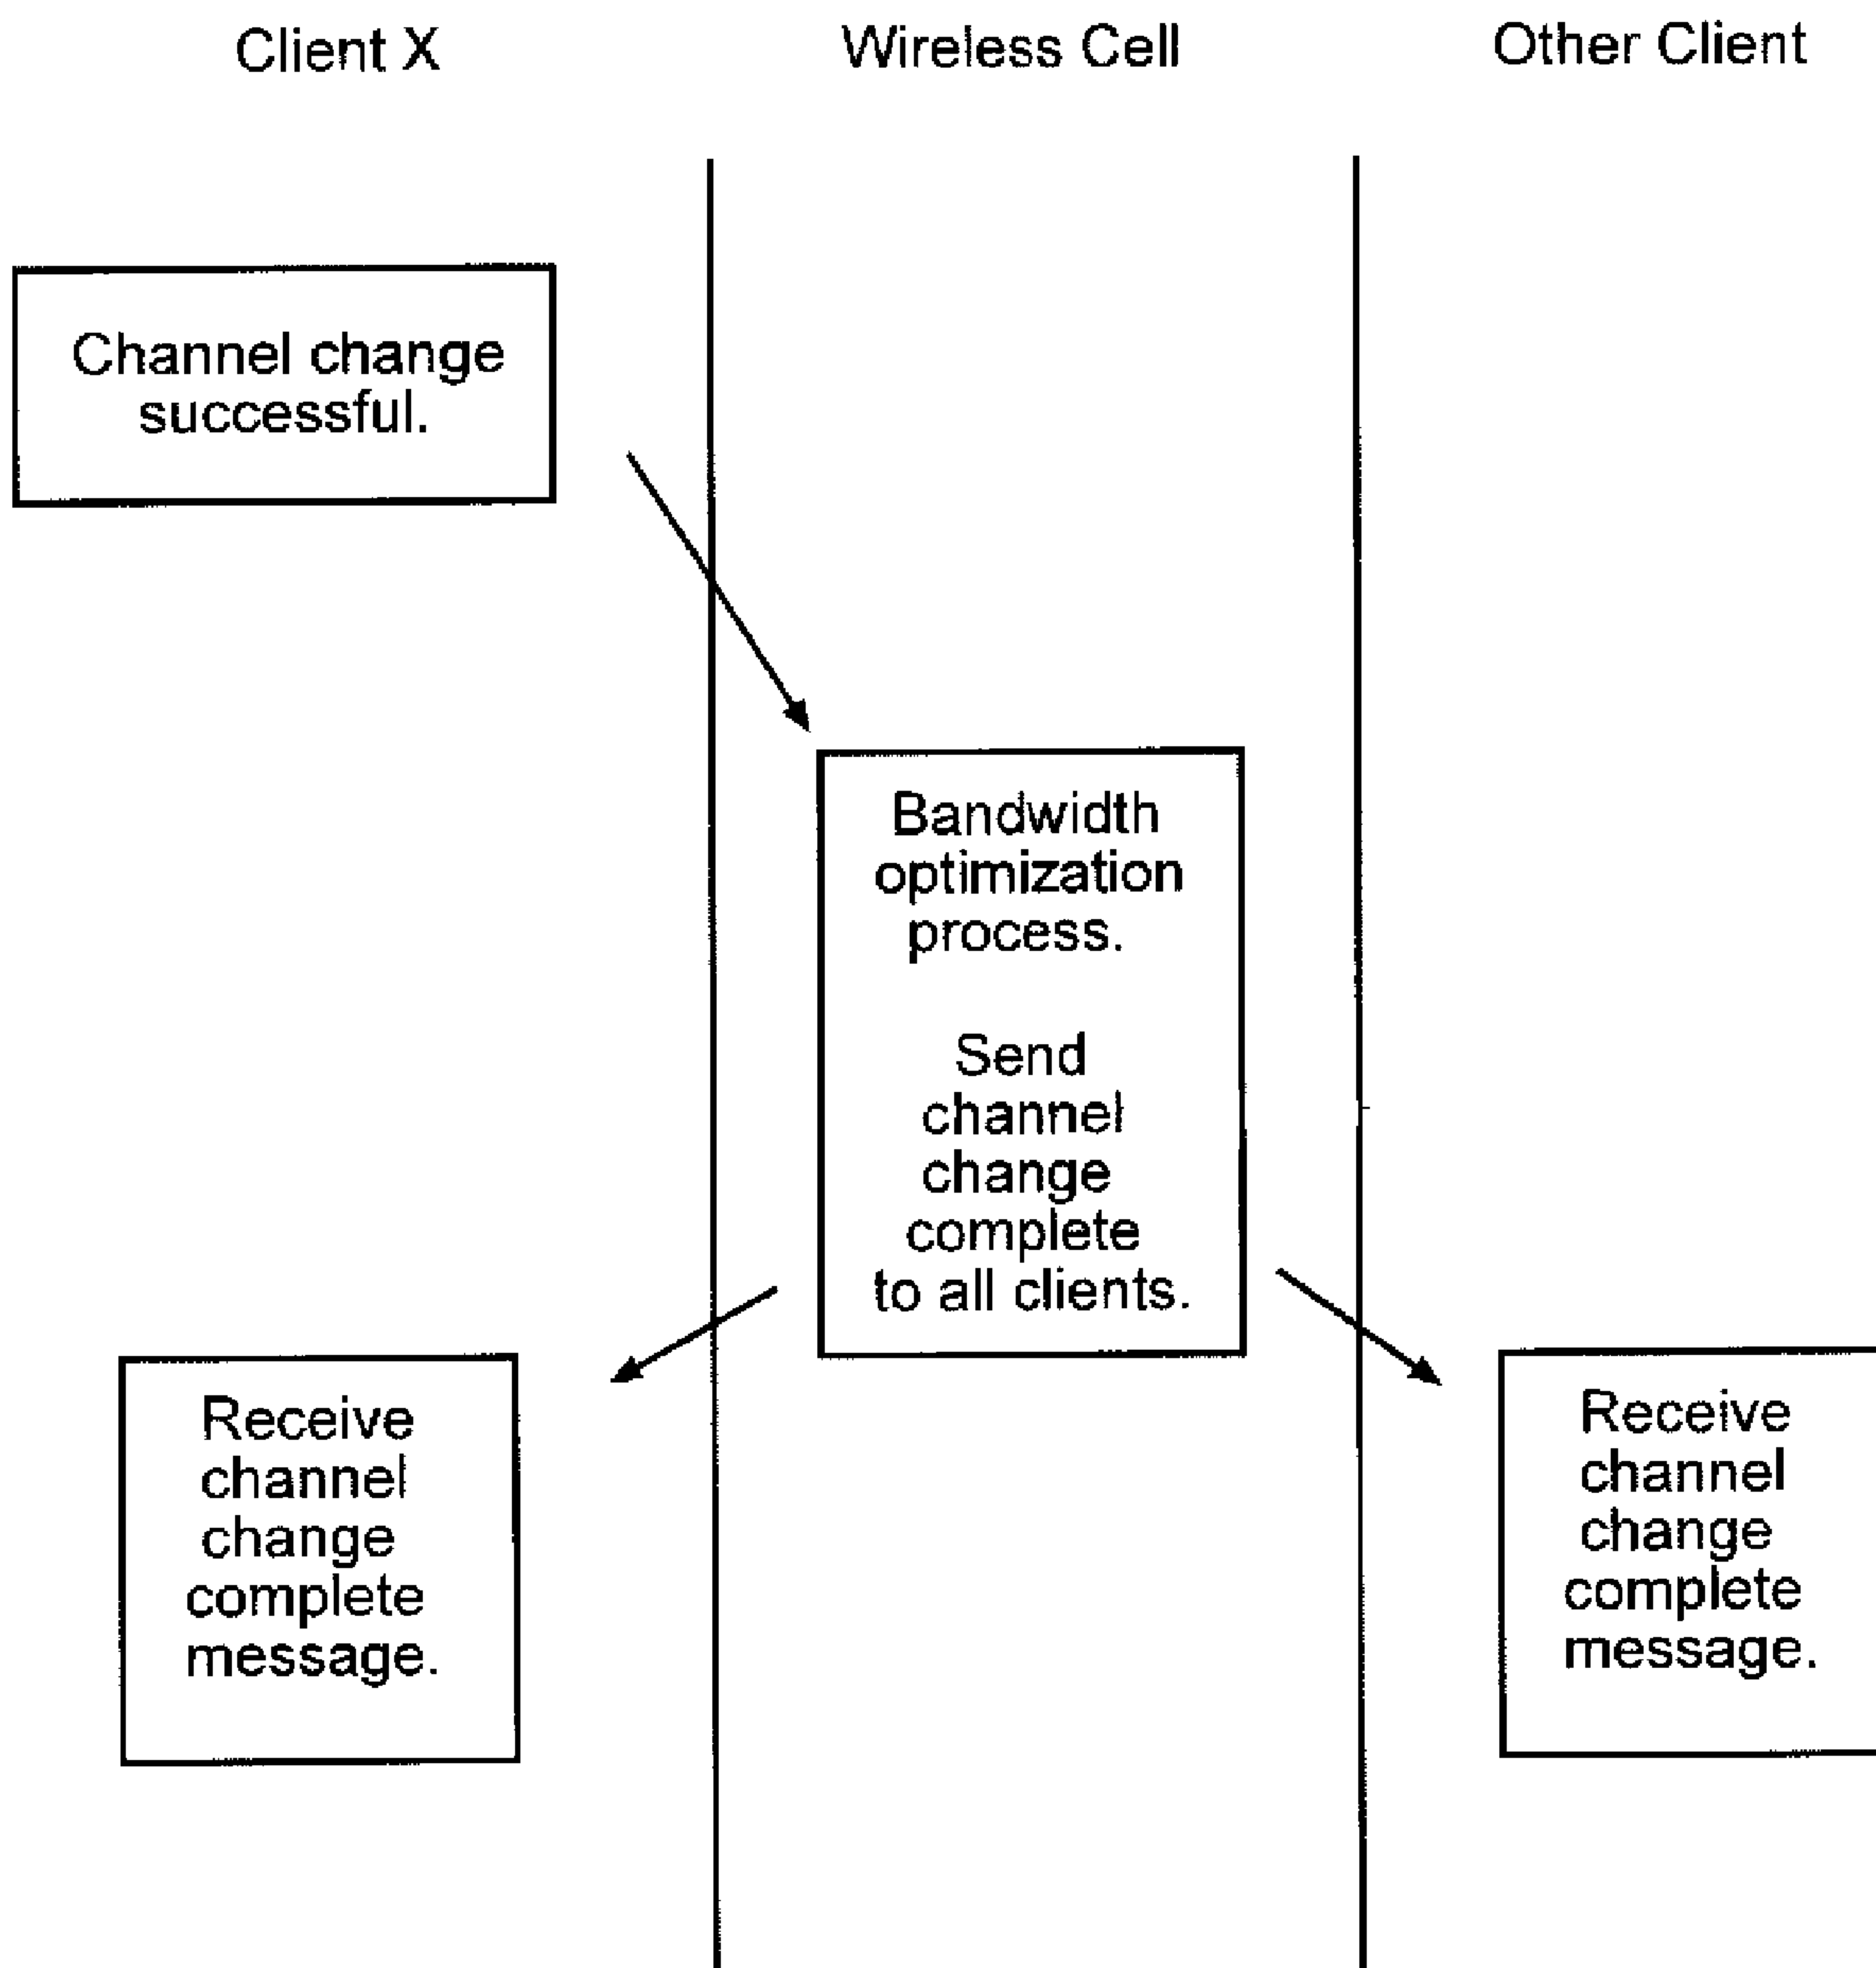 Client X
Wireless Cell
Other Client
Channel change
successful.
Bandwidth
optimization
process.
Send
channel
change
complete
to all clients.
Receive
channel
change
complete
message.
Receive
channel
change
complete
message.